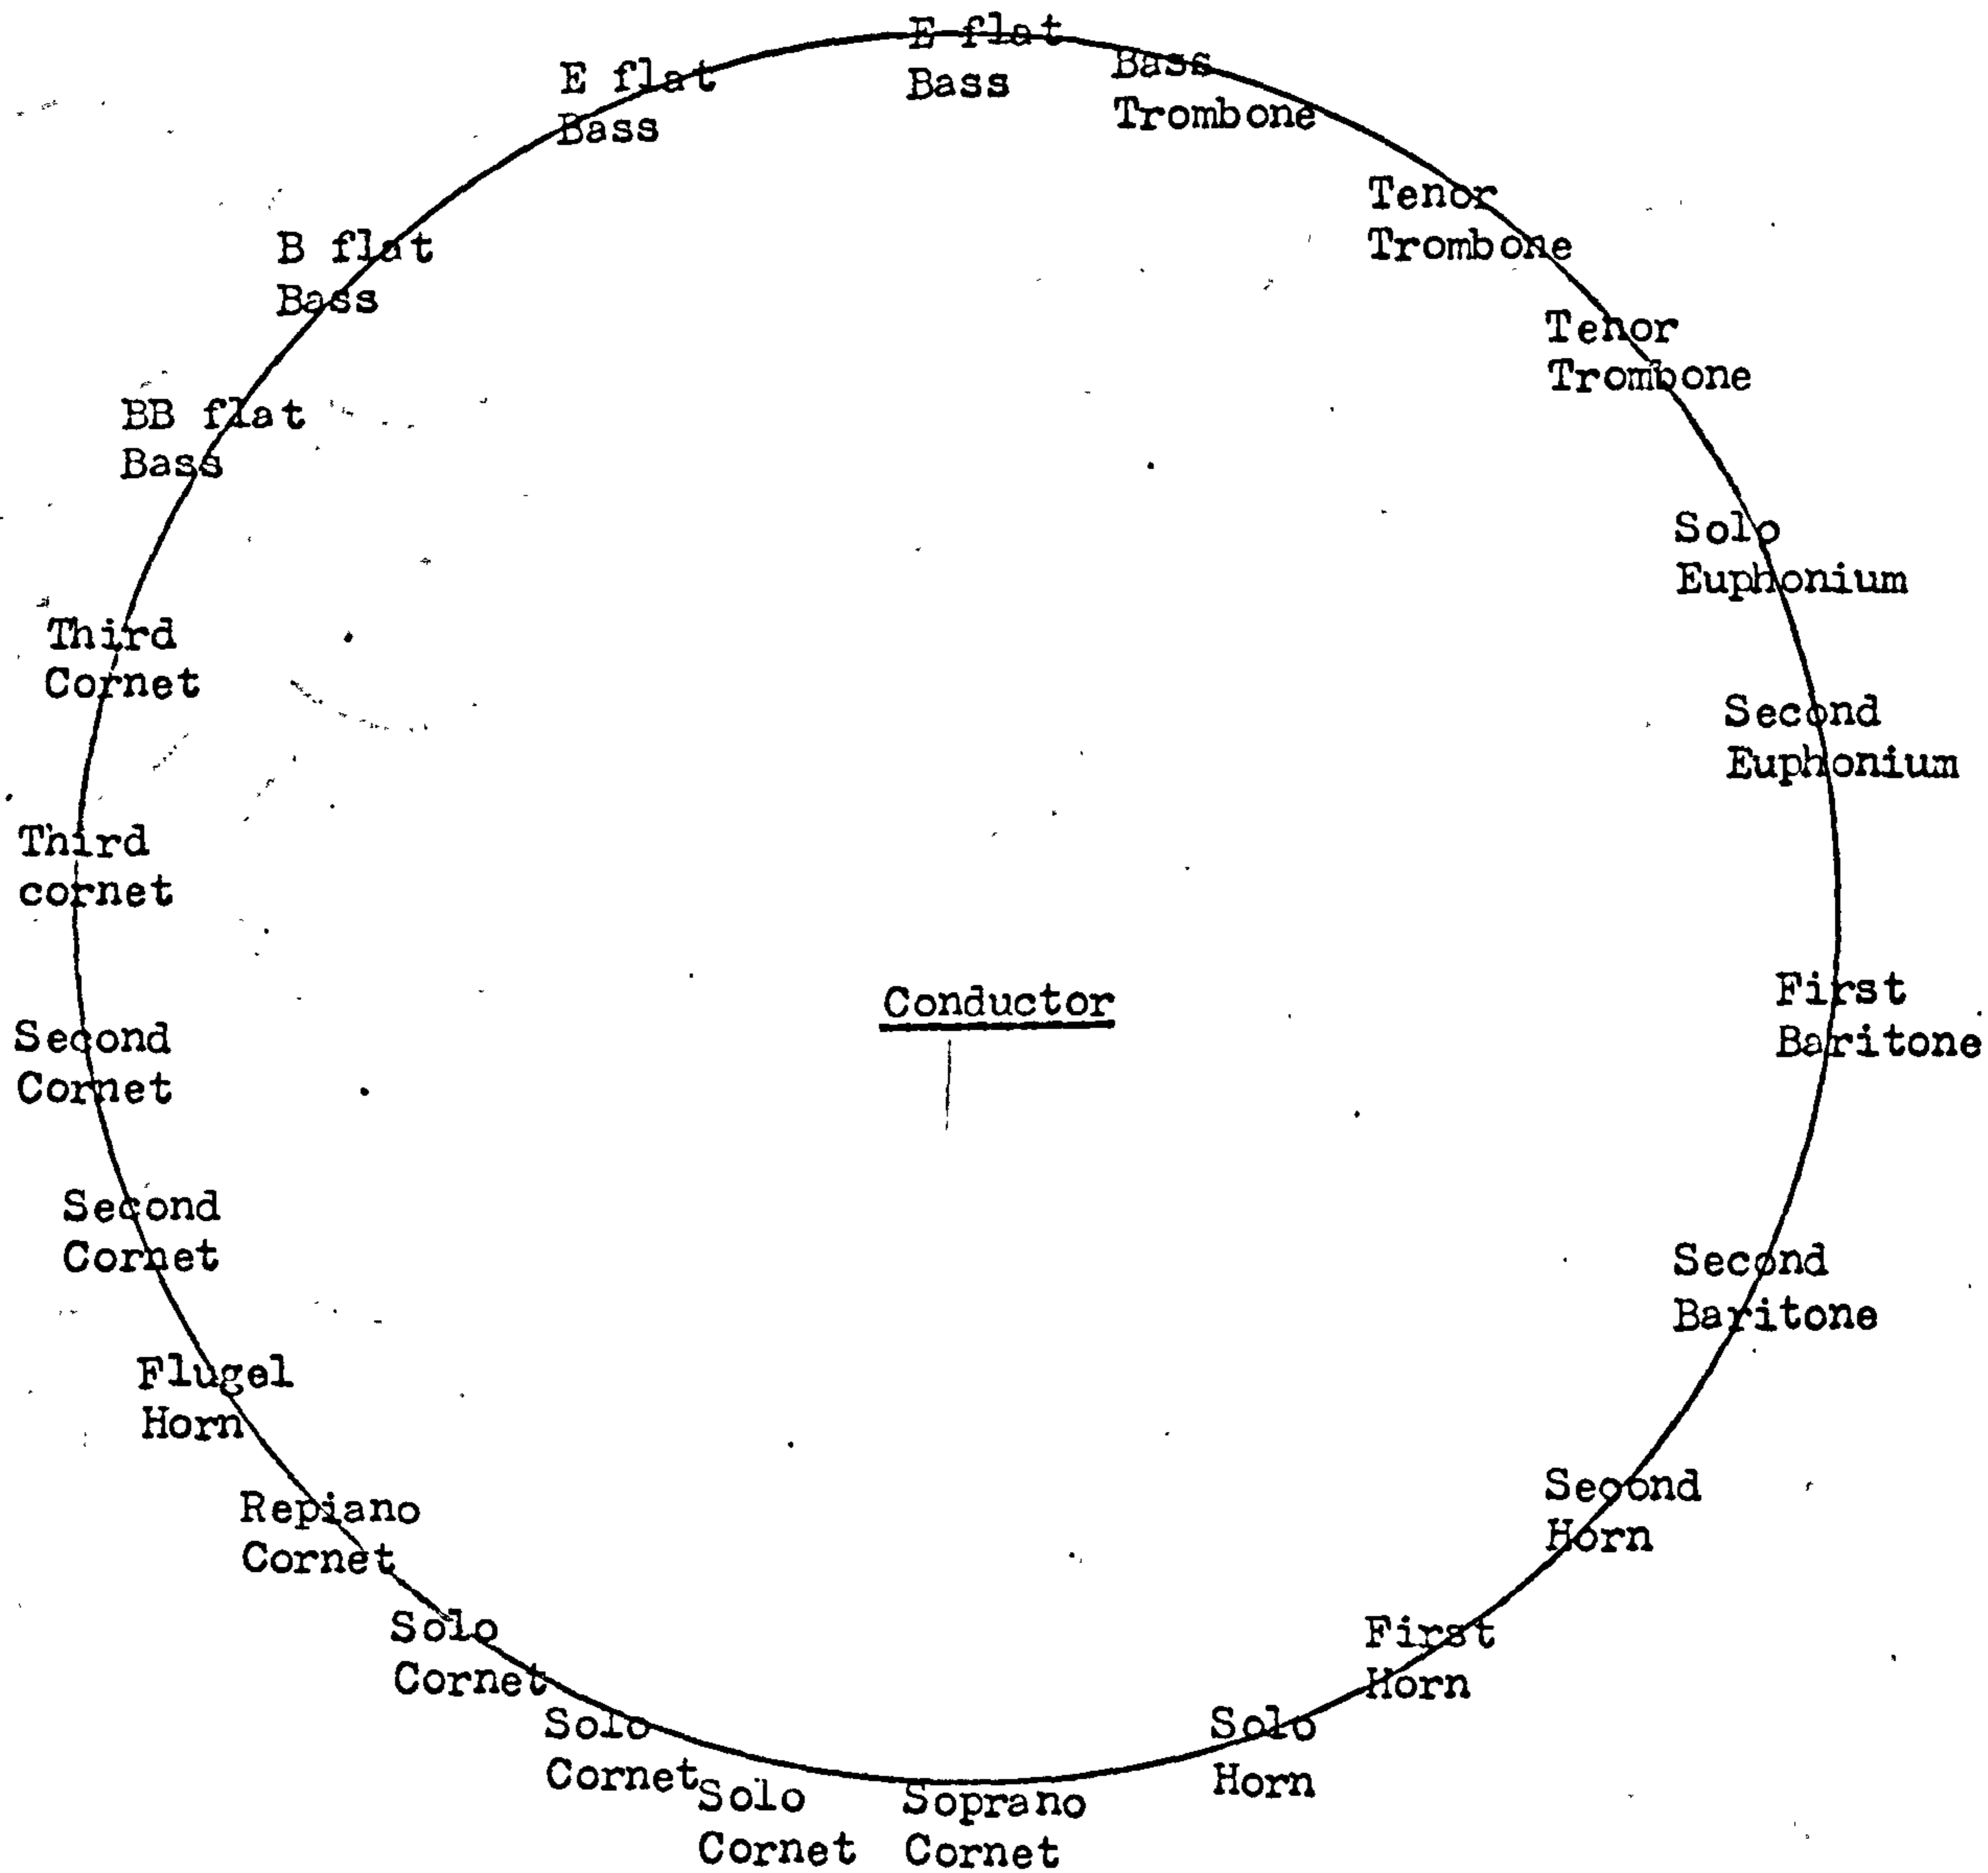 E flat
Bass
Bass
Trombone
Tenor
Trombone
Tenor
Trombone
Solo
Euphonium
Second
Euphonium
First
Baritone
Second
Baritone
Second
Horn
First
Horn
Solo
Horn
Soprano
Cornet
Solo
Cornet
Solo
Cornet
Solo
Cornet
Repiano
Cornet
Flugel
Horn
Second
Cornet
Second
Cornet
Third
cornet
Third
Cornet
BB flat
Bass
B flat
Bass
E flat
Bass
Conductor